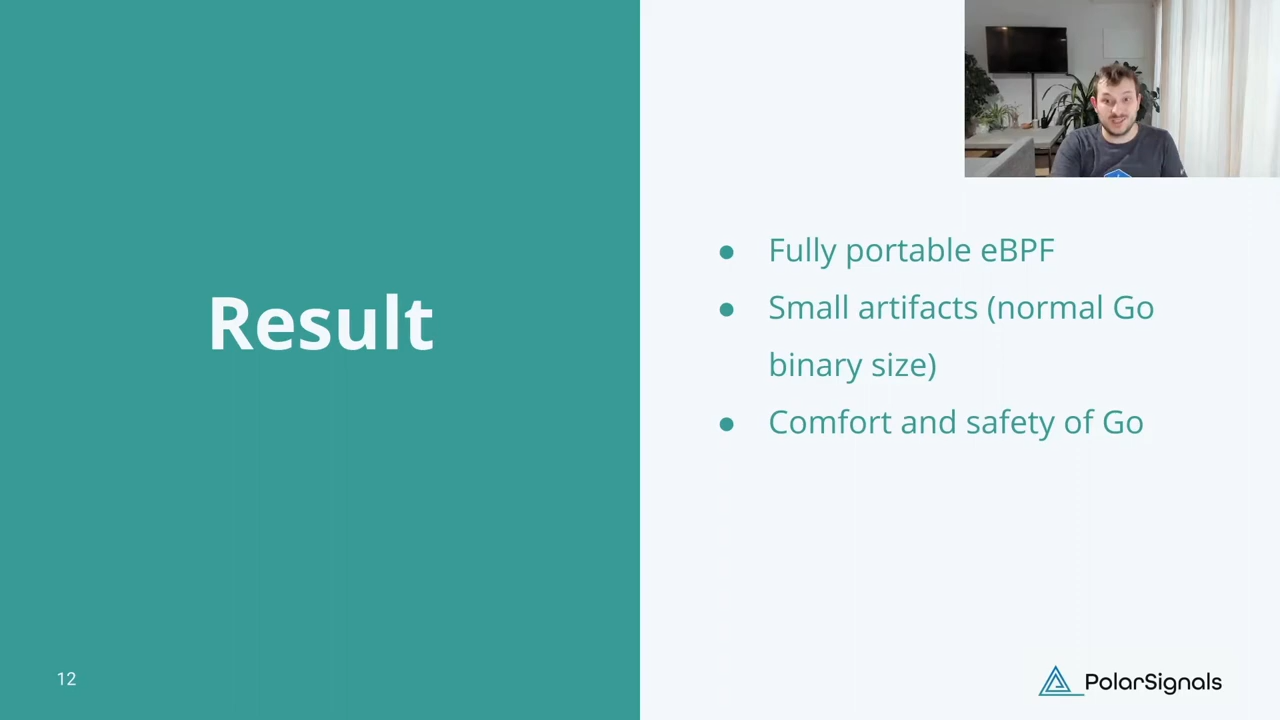 Result
● Fully portable eBPF
● Small artifacts (normal Go
binary size)
● Comfort and safety of Go
12
PolarSignals